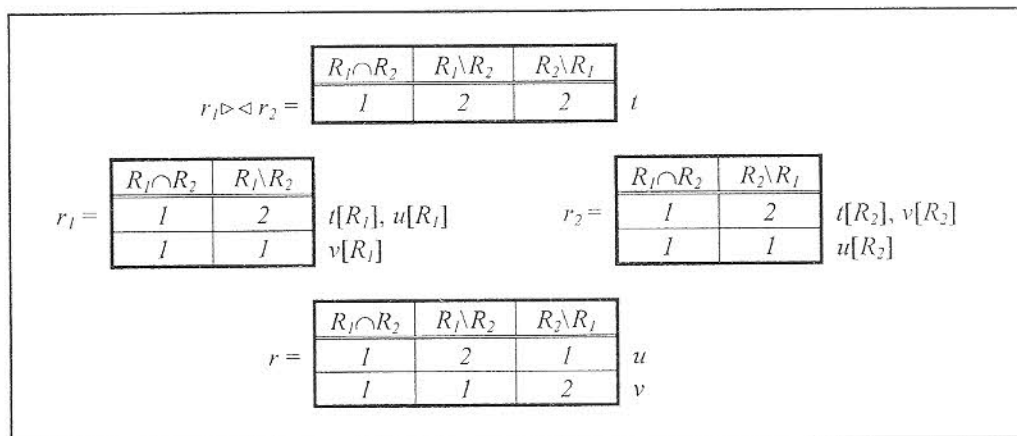 R₁∩R₂ R₁\R₂ R₂\R₁
r₁▷◁ r₂ = 1 2 2 t
R₁∩R₂ R₁\R₂
r₁ = 1 2 t[R₁], u[R₁]
1 1 v[R₁]
R₁∩R₂ R₂\R₁
r₂= 1 2 t[R₂], v[R₂]
1 1 u[R₂]
R₁∩R₂ R₁\R₂ R₂\R₁
r = 1 2 1 u
1 1 2 v